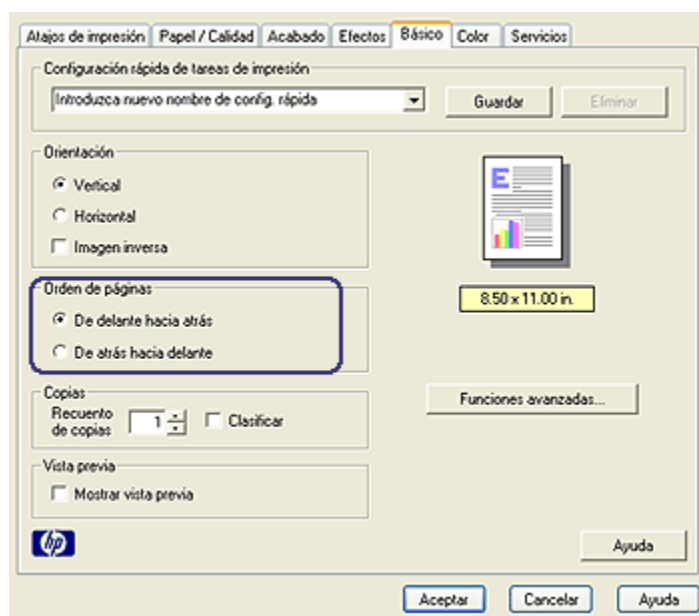 Atajos de impresión Papel / Calidad Acabado Efectos Básico Color Servicios
Configuración rápida de tareas de impresión
Introduzca nuevo nombre de config. rápida Guardar Eliminar
Orientación
Vertical
Horizontal
Imagen inversa
E
8.50 x 11.00 in.
Orden de páginas
De delante hacia atrás
De atrás hacia delante
Copias
Recuento
de copias 1 Clasificar
Funciones avanzadas...
Vista previa
Mostrar vista previa
hp
Ayuda
Aceptar Cancelar Ayuda